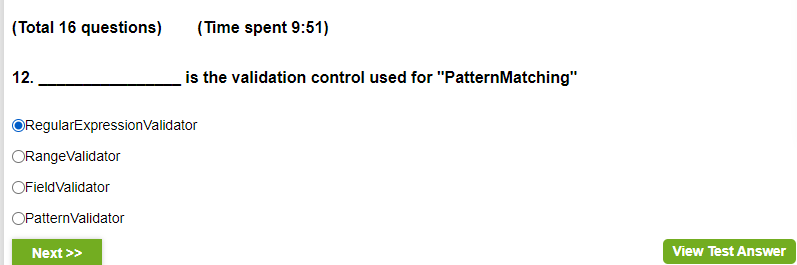 (Total 16 questions) (Time spent 9:51)
12. ________________ is the validation control used for "PatternMatching"
RegularExpressionValidator
RangeValidator
FieldValidator
PatternValidator
Next >> View Test Answer